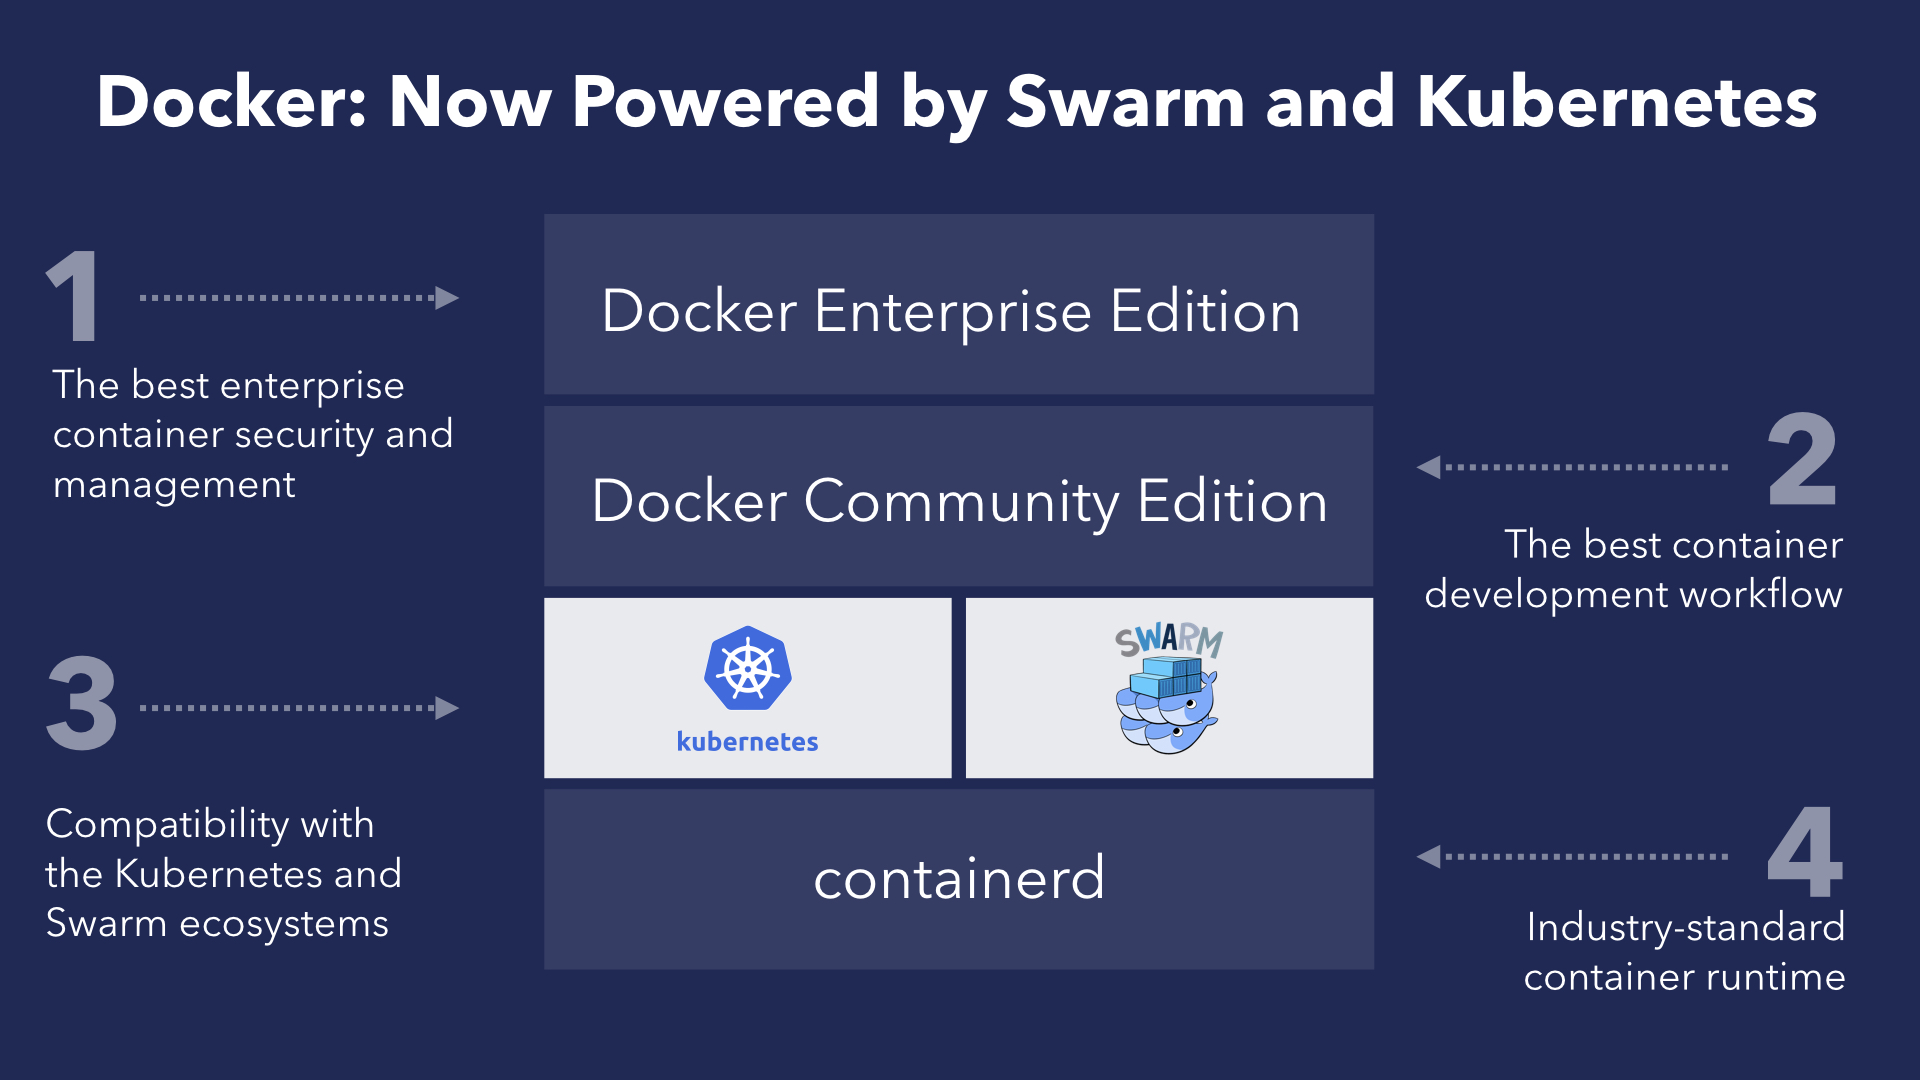 Docker: Now Powered by Swarm and Kubernetes
1
The best enterprise
container security and
management
Docker Enterprise Edition
Docker Community Edition
2
The best container
development workflow
3
Compatibility with
the Kubernetes and
Swarm ecosystems
kubernetes
SWARM
containerd
4
Industry-standard
container runtime